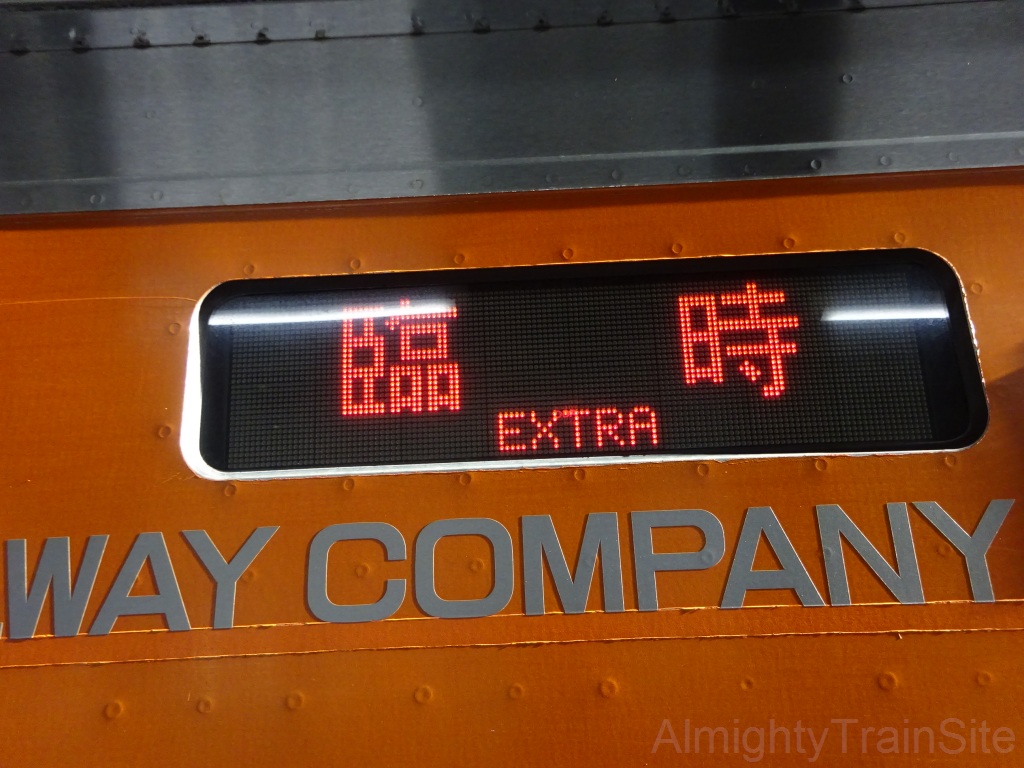 臨時
EXTRA
WAY COMPANY
AlmightyTrainSite